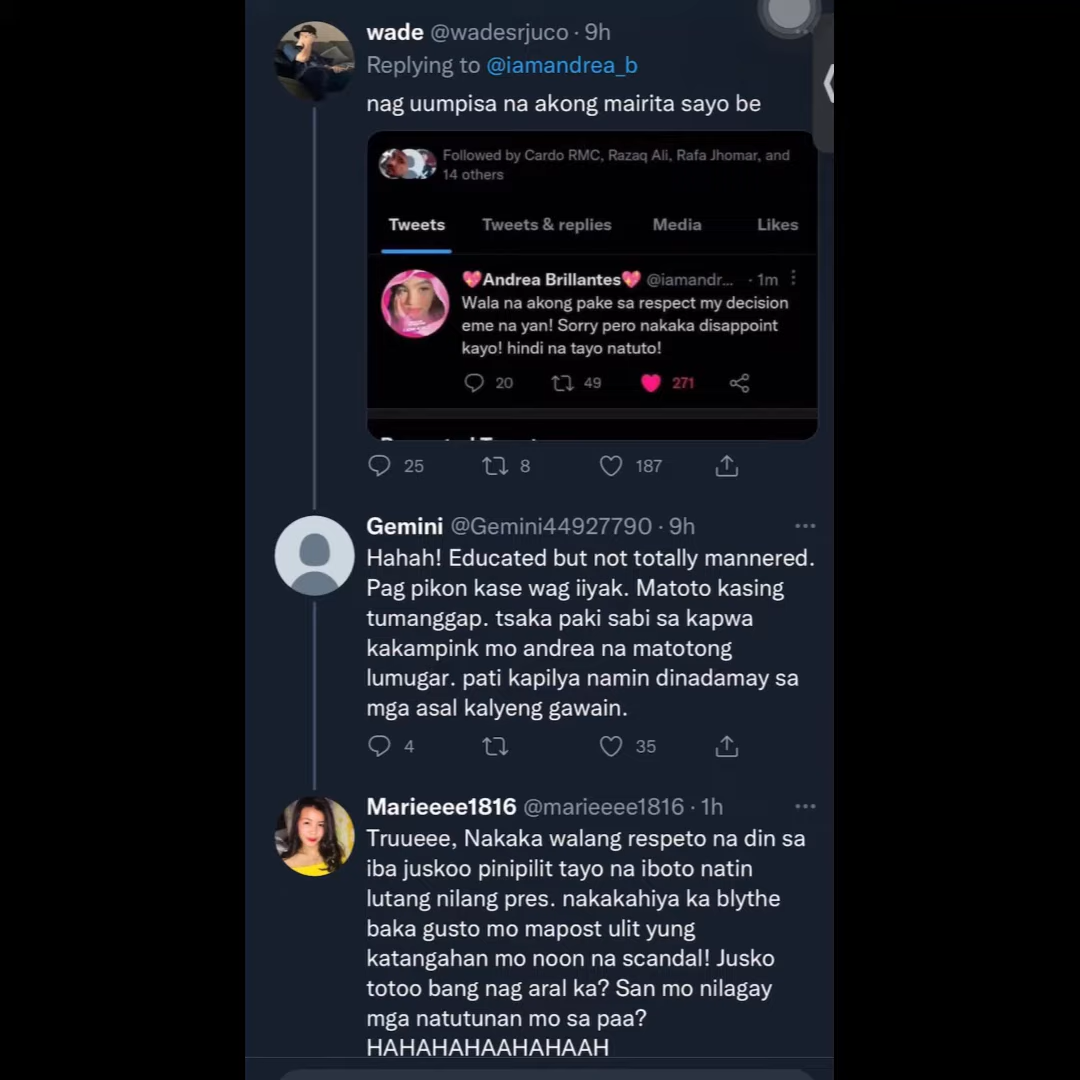 wade @wadesrjuco · 9h
Replying to @iamandrea_b
nag uumpisa na akong mairita sayo be
Followed by Cardo RMC, Razaq Ali, Rafa Jhomar, and
14 others
Tweets Tweets & replies Media Likes
💖Andrea Brillantes💖 @iamandr... · 1m
Wala na akong pake sa respect my decision
eme na yan! Sorry pero nakaka disappoint
kayo! hindi na tayo natuto!
20 49 271
25 8 187
Gemini @Gemini44927790 · 9h
Hahah! Educated but not totally mannered.
Pag pikon kase wag iiyak. Matoto kasing
tumanggap. tsaka paki sabi sa kapwa
kakampink mo andrea na matotong
lumugar. pati kapilya namin dinadamay sa
mga asal kalyeng gawain.
4 35
Marieeee1816 @marieeee1816 · 1h
Truueee, Nakaka walang respeto na din sa
iba juskoo pinipilit tayo na iboto natin
lutang nilang pres. nakakahiya ka blythe
baka gusto mo mapost ulit yung
katangahan mo noon na scandal! Jusko
totoo bang nag aral ka? San mo nilagay
mga natutunan mo sa paa?
HAHAHAHAAHAHAAH